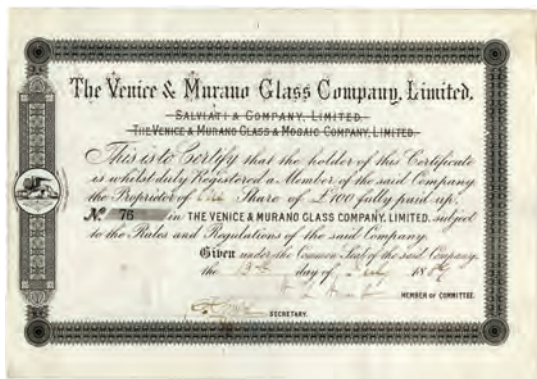 The Venice & Murano Glass Company, Limited.
SALVIATI & COMPANY, LIMITED.
THE VENICE & MURANO GLASS & MOSAIC COMPANY, LIMITED.
This is to Certify that the holder of this Certificate
is whilst duly Registered a Member of the said Company
the Proprietor of One Share of £100 fully paid up.
No. 76 in THE VENICE & MURANO GLASS COMPANY, LIMITED. subject
to the Rules and Regulations of the said Company.
Given under the Common Seal of the said Company,
the 13th day of July 18
MEMBER OF COMMITTEE.
SECRETARY.